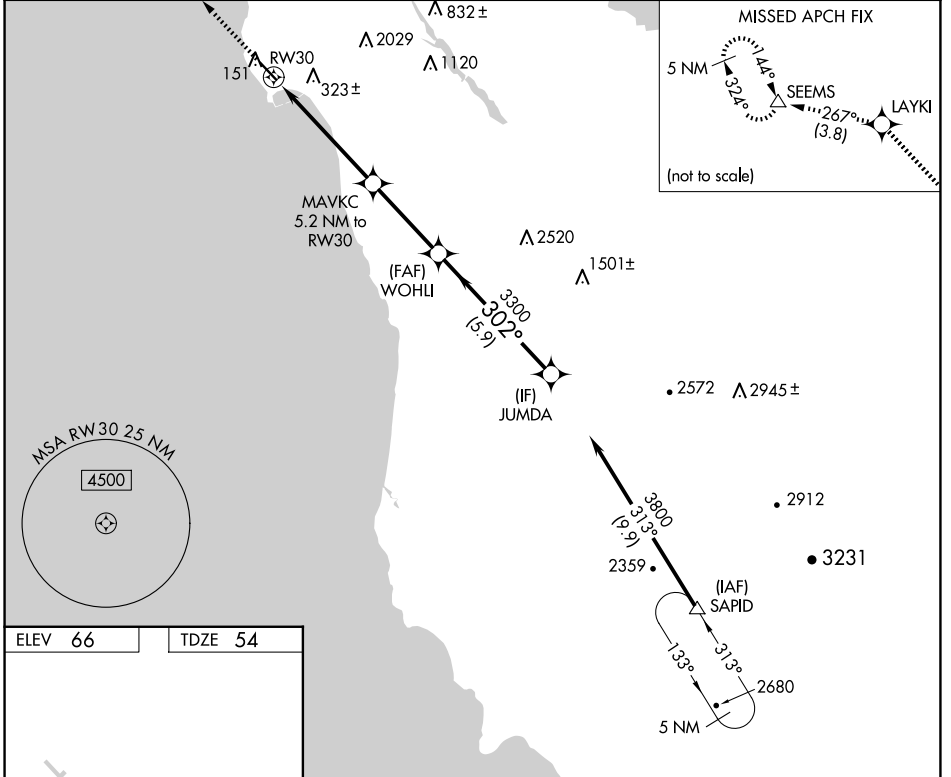 832±
2029
1120
RW30
151
323±
MISSED APCH FIX
5 NM
144°
324°
SEEMS
LAYKI
267°
(3.8)
(not to scale)
MAVKC
5.2 NM to
RW30
2520
1501±
(FAF)
WOHLI
3300
302°
(5.9)
(IF)
JUMDA
2572
2945±
MSA RW30 25 NM
4500
3800
313°
(9.9)
2912
3231
2359
(IAF)
SAPID
133°
313°
2680
5 NM
ELEV 66
TDZE 54